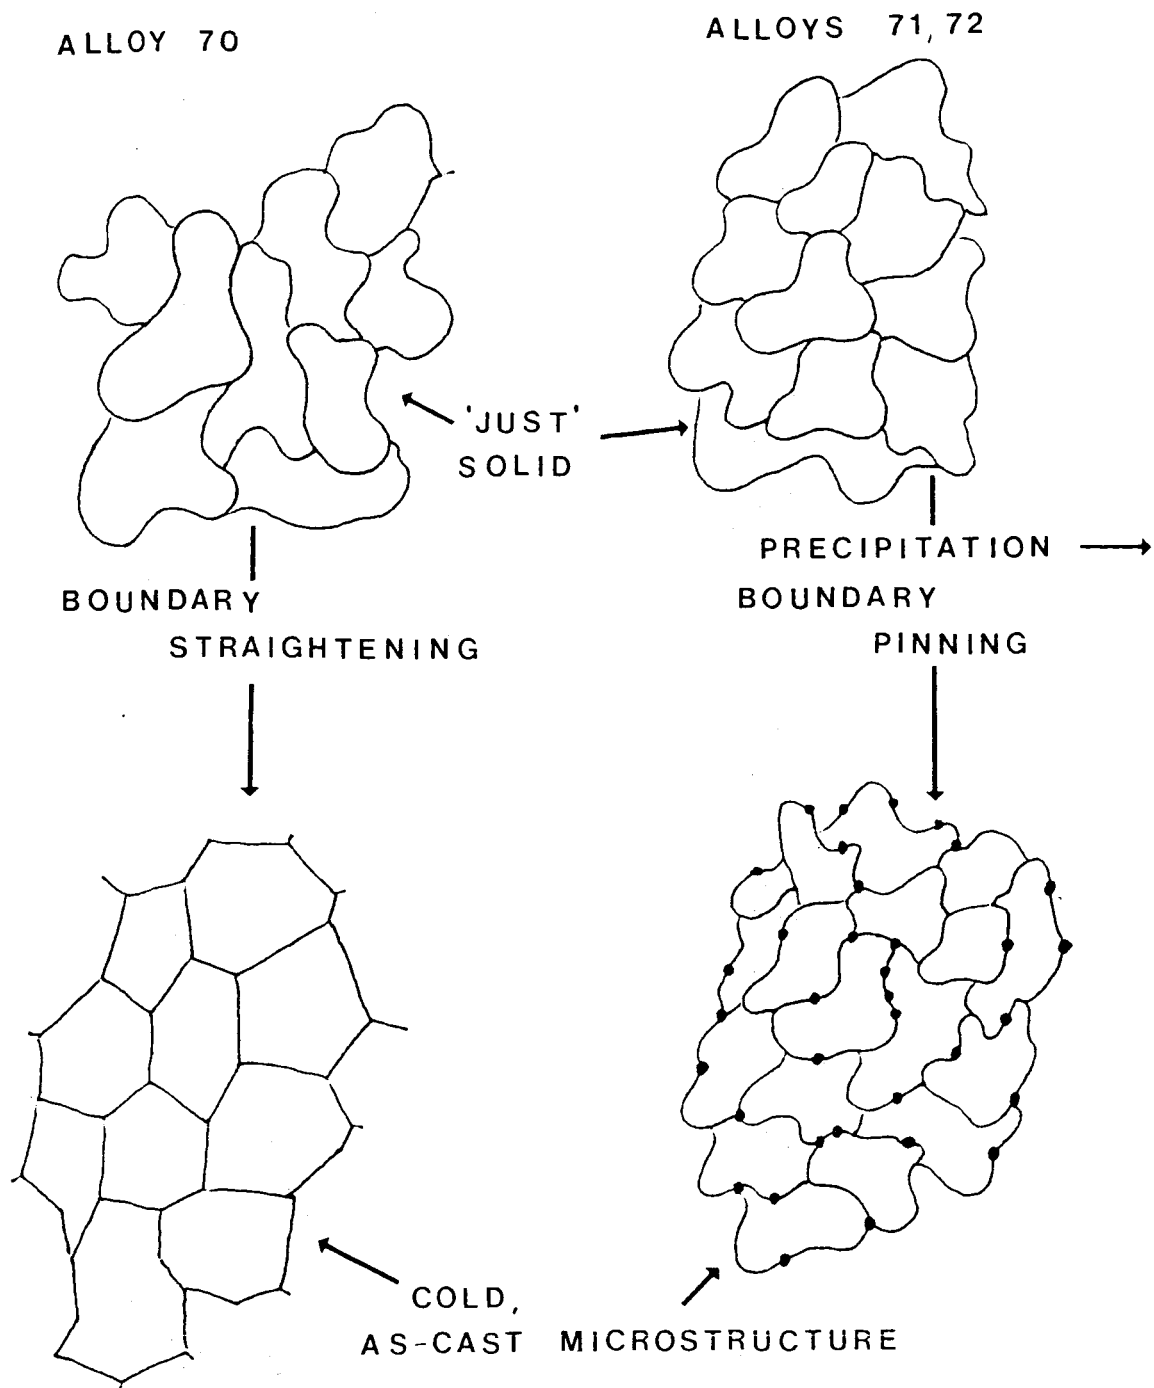 ALLOY 70
ALLOYS 71, 72
'JUST'
SOLID
PRECIPITATION
BOUNDARY
STRAIGHTENING
BOUNDARY
PINNING
COLD,
AS-CAST MICROSTRUCTURE